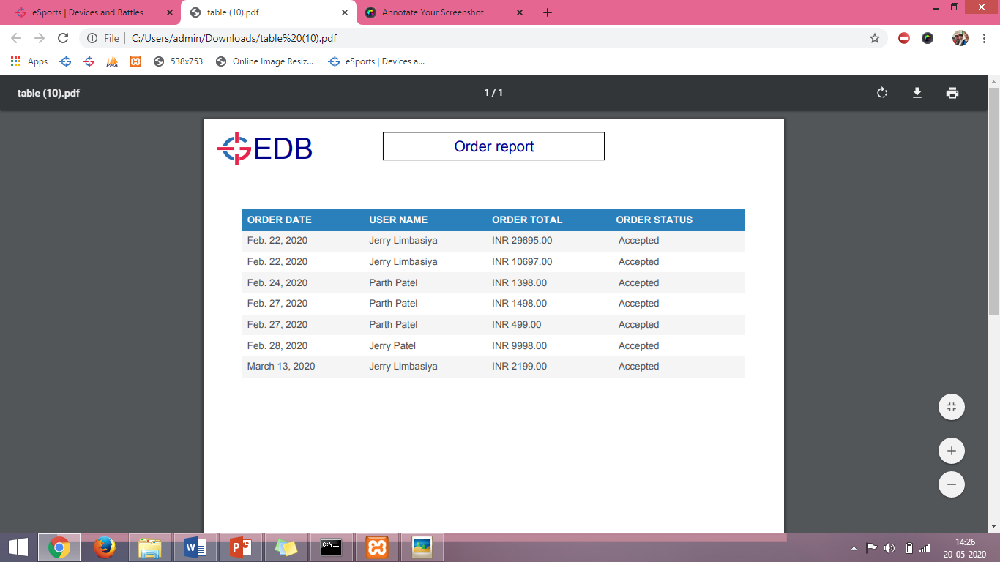 eSports | Devices and Battles
table (10).pdf
Annotate Your Screenshot
File
C:/Users/admin/Downloads/table%20(10).pdf
Apps
PMA
538x753
Online Image Resiz...
eSports | Devices a...
table (10).pdf
1 / 1
EDB
Order report
ORDER DATE USER NAME ORDER TOTAL ORDER STATUS
Feb. 22, 2020 Jerry Limbasiya INR 29695.00 Accepted
Feb. 22, 2020 Jerry Limbasiya INR 10697.00 Accepted
Feb. 24, 2020 Parth Patel INR 1398.00 Accepted
Feb. 27, 2020 Parth Patel INR 1498.00 Accepted
Feb. 27, 2020 Parth Patel INR 499.00 Accepted
Feb. 28, 2020 Jerry Patel INR 9998.00 Accepted
March 13, 2020 Jerry Limbasiya INR 2199.00 Accepted
C:\
14:26
20-05-2020